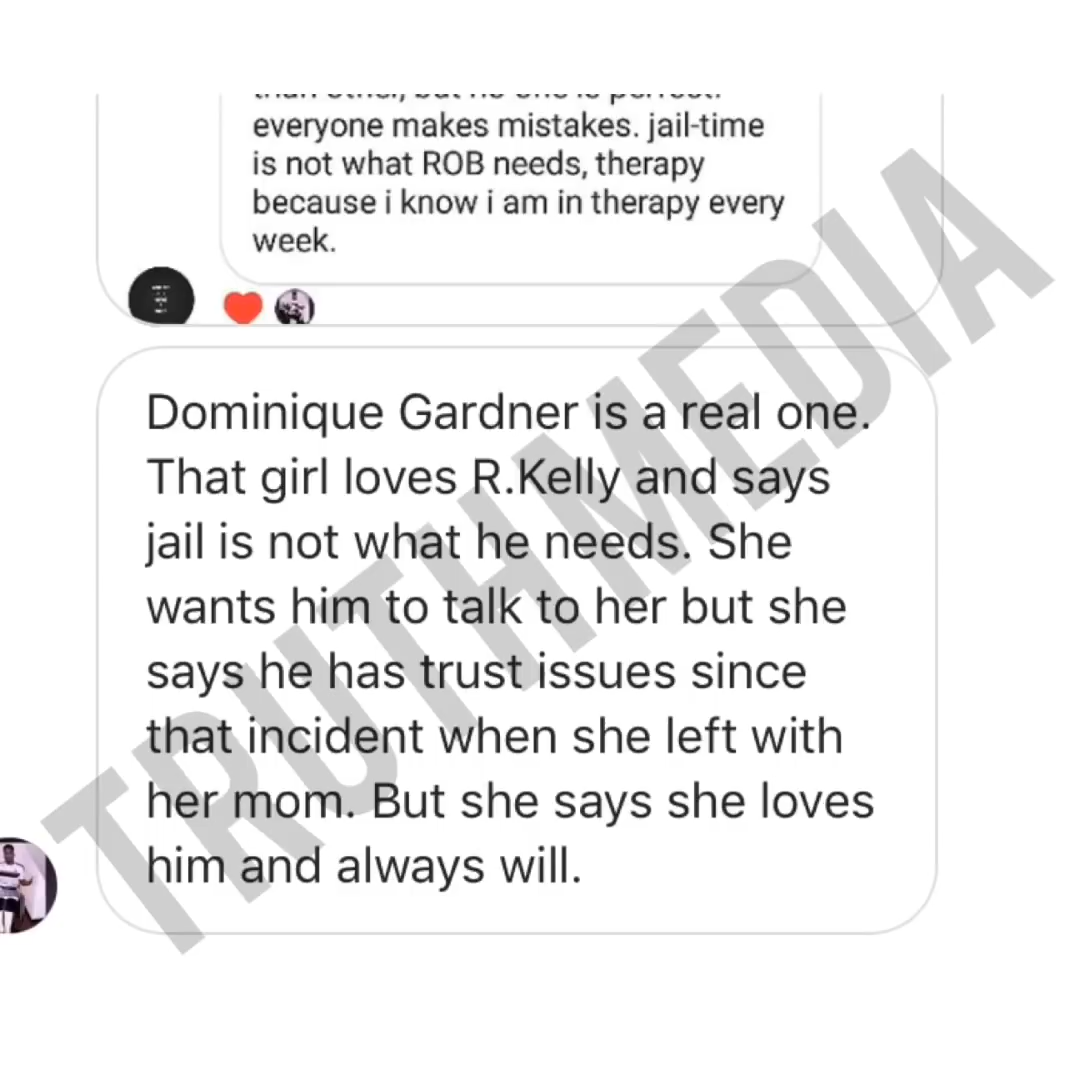 everyone makes mistakes. jail-time
is not what ROB needs, therapy
because i know i am in therapy every
week.
Dominique Gardner is a real one.
That girl loves R.Kelly and says
jail is not what he needs. She
wants him to talk to her but she
says he has trust issues since
that incident when she left with
her mom. But she says she loves
him and always will.
TRUTH MEDIA